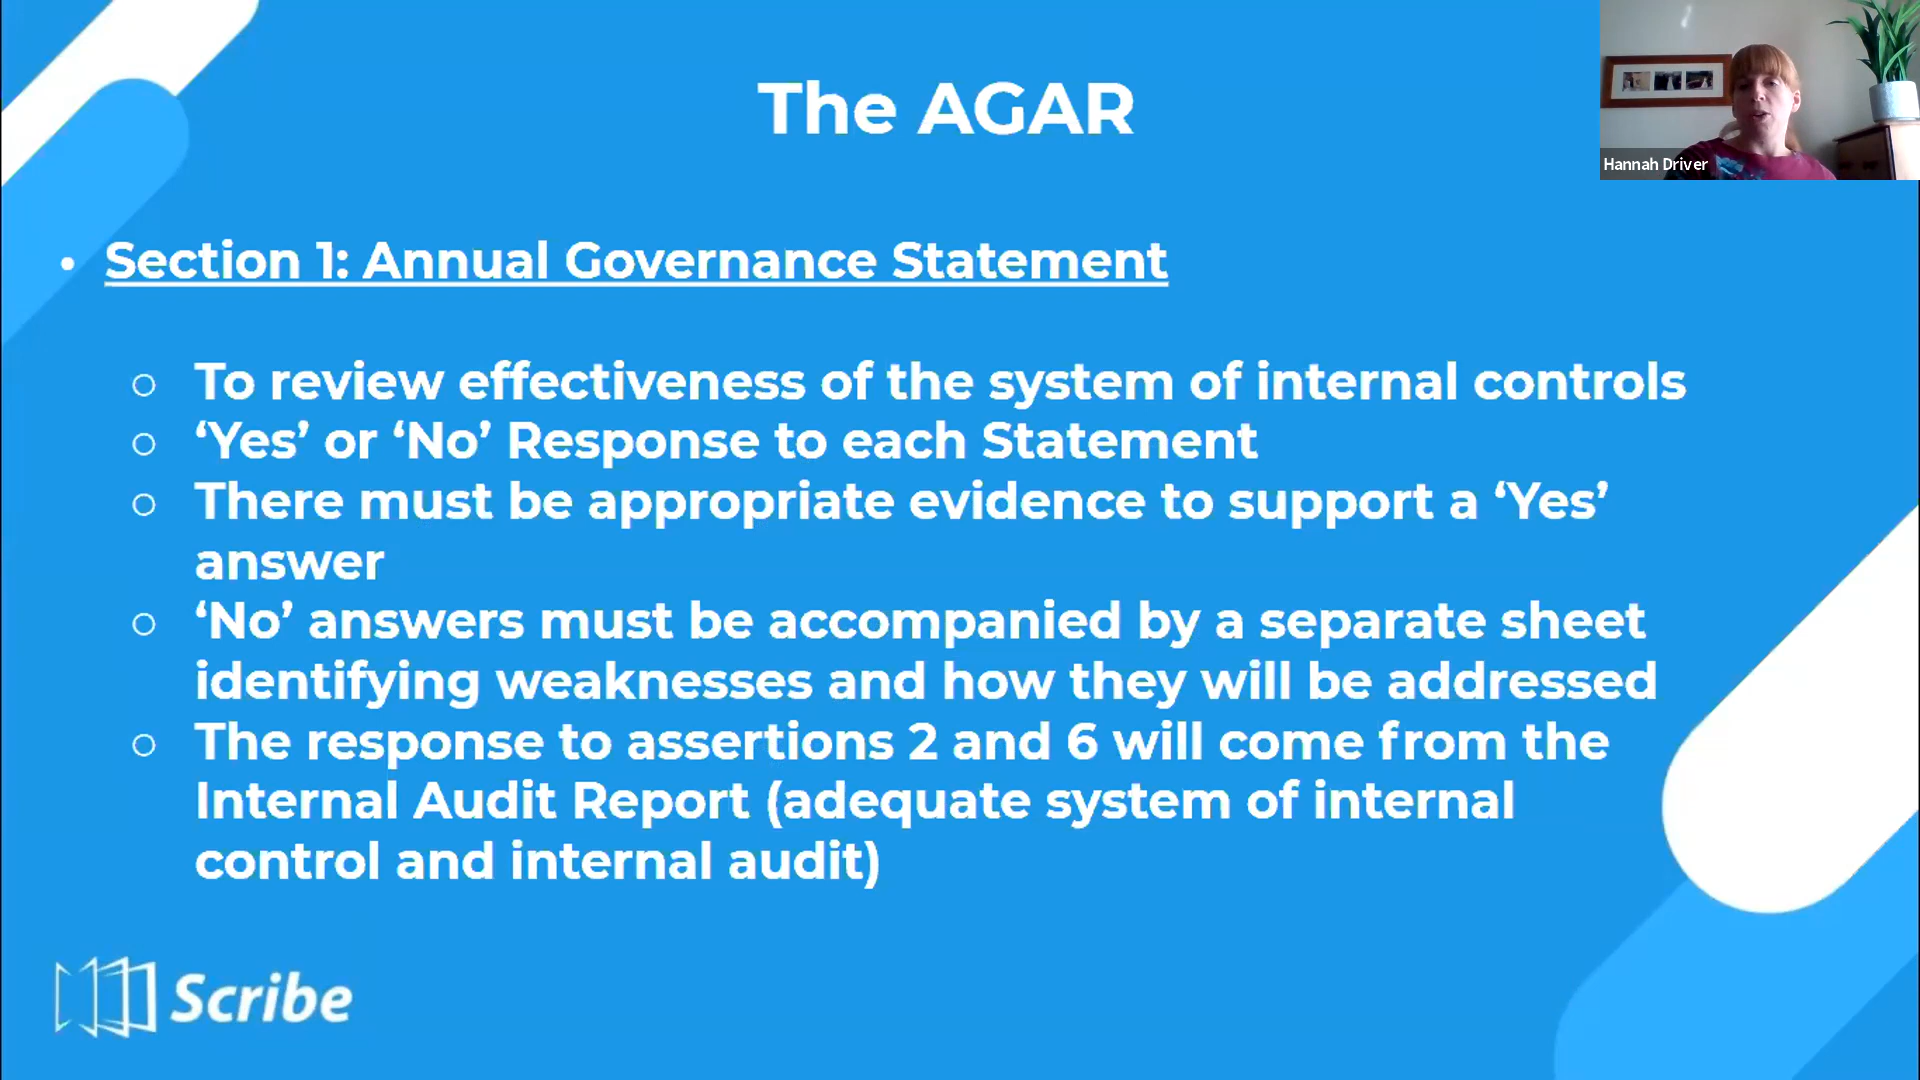 The AGAR
Hannah Driver
• Section 1: Annual Governance Statement
○ To review effectiveness of the system of internal controls
○ ‘Yes’ or ‘No’ Response to each Statement
○ There must be appropriate evidence to support a ‘Yes’
answer
○ ‘No’ answers must be accompanied by a separate sheet
identifying weaknesses and how they will be addressed
○ The response to assertions 2 and 6 will come from the
Internal Audit Report (adequate system of internal
control and internal audit)
Scribe